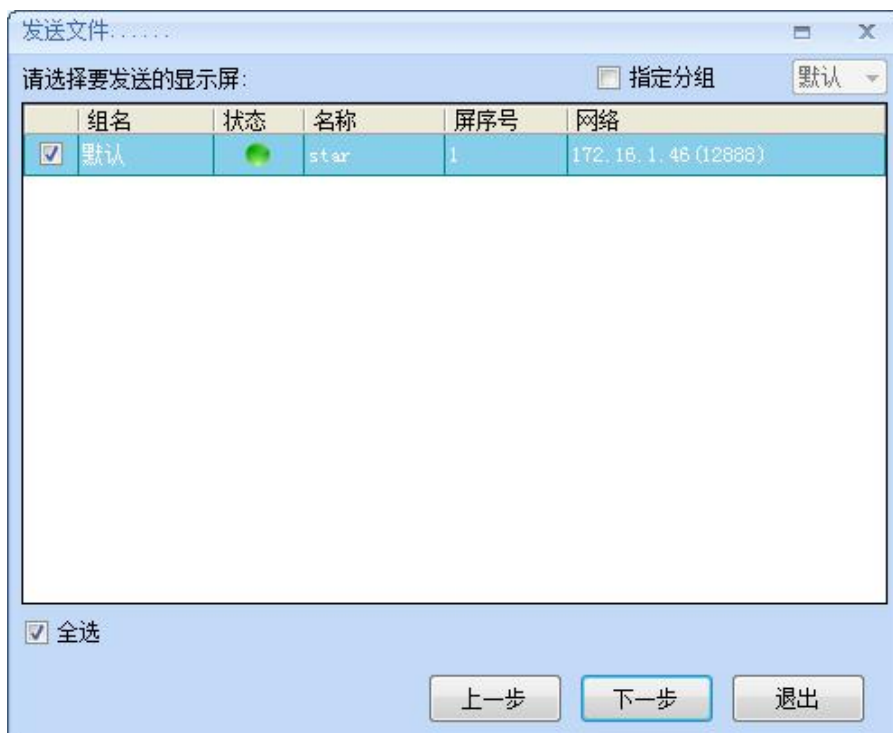 发送文件......
请选择要发送的显示屏: 指定分组 默认
组名 状态 名称 屏序号 网络
默认 star 1 172.16.1.46(12888)
全选
上一步 下一步 退出